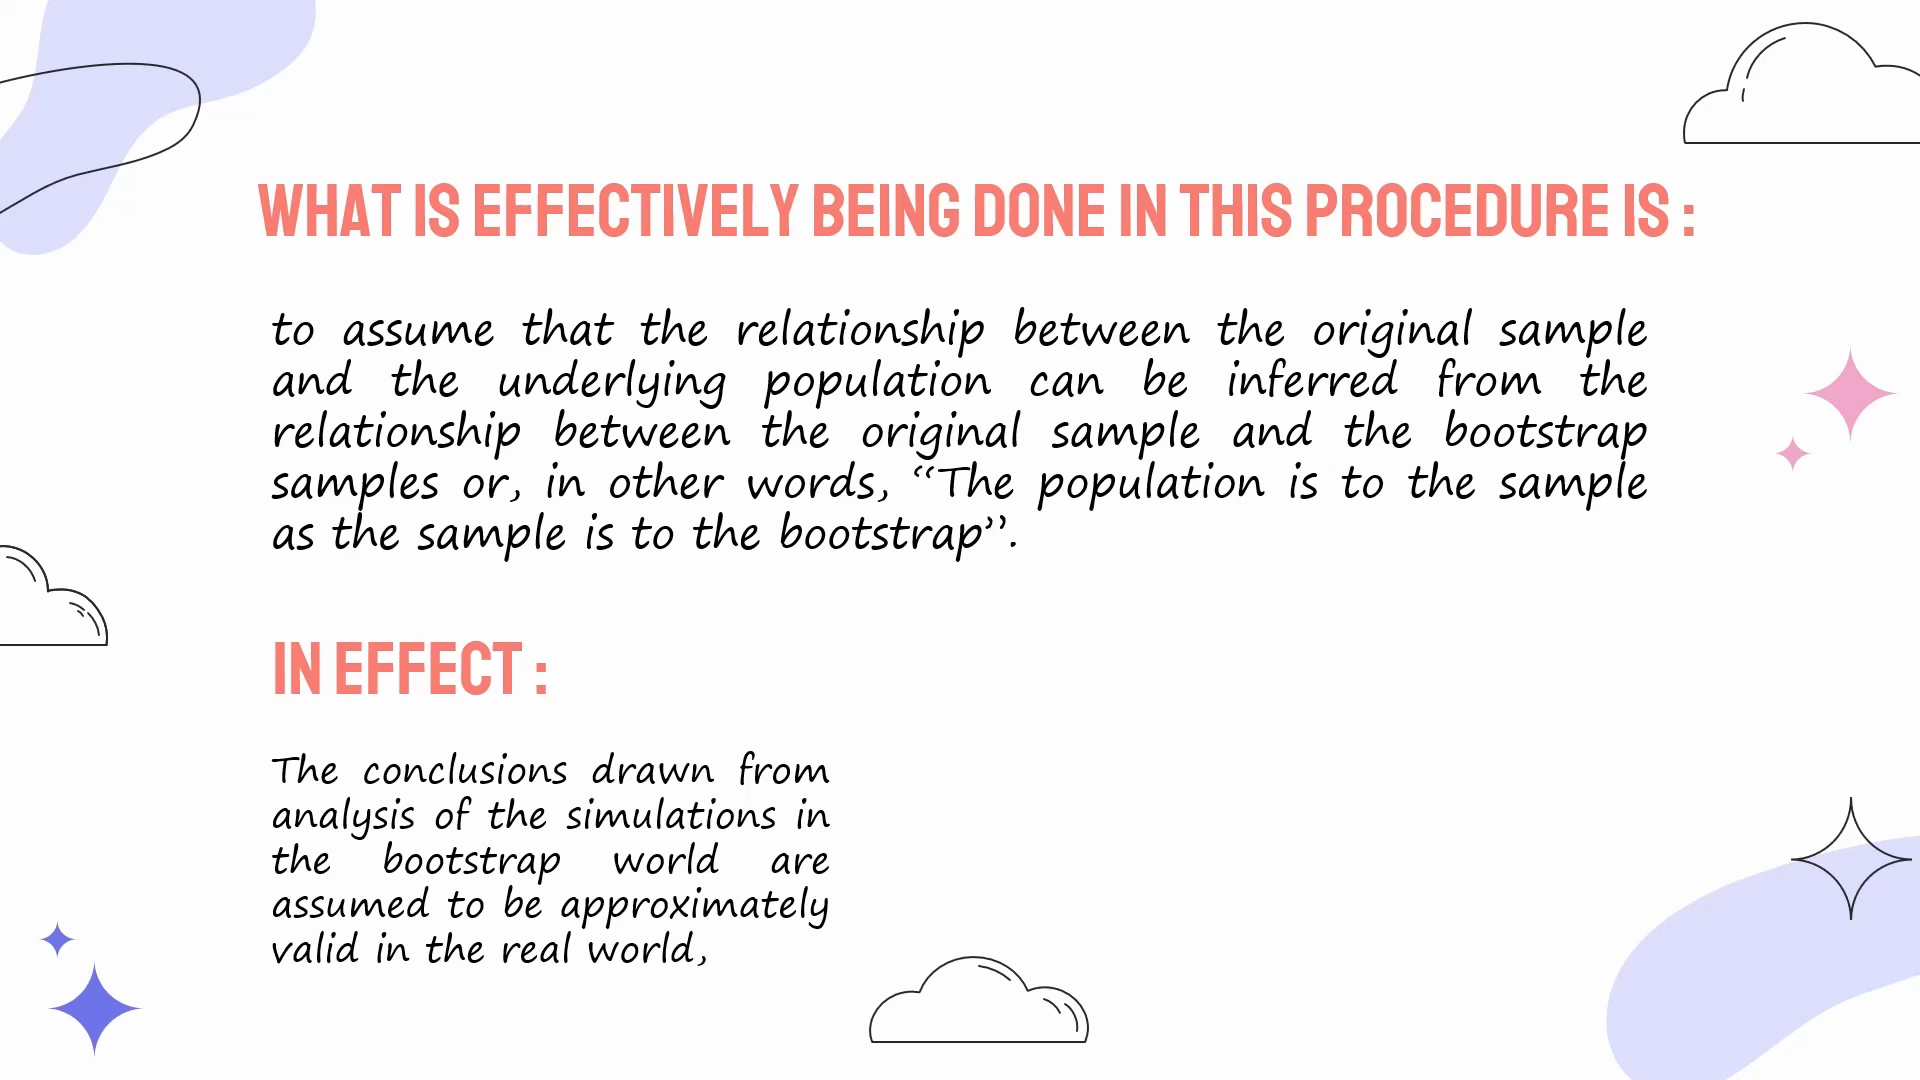 WHAT IS EFFECTIVELY BEING DONE IN THIS PROCEDURE IS :
to assume that the relationship between the original sample
and the underlying population can be inferred from the
relationship between the original sample and the bootstrap
samples or, in other words, “The population is to the sample
as the sample is to the bootstrap”.
IN EFFECT :
The conclusions drawn from
analysis of the simulations in
the bootstrap world are
assumed to be approximately
valid in the real world,